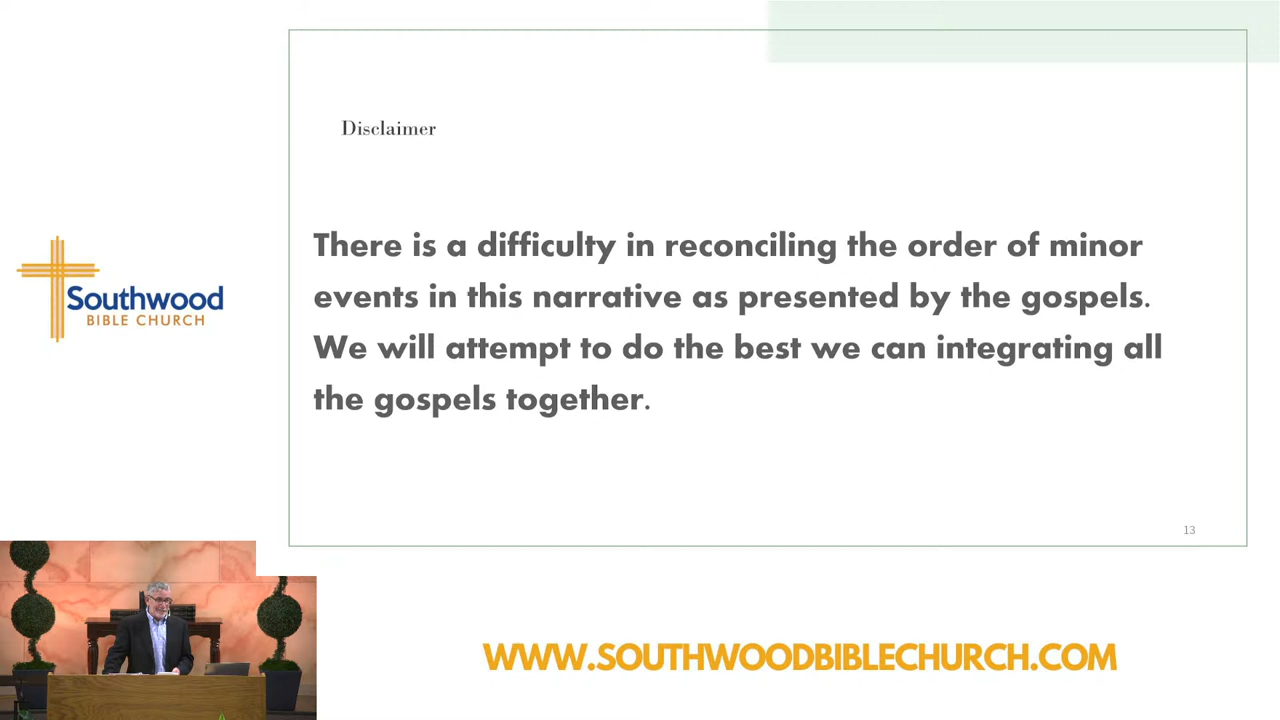 Disclaimer
There is a difficulty in reconciling the order of minor
events in this narrative as presented by the gospels.
We will attempt to do the best we can integrating all
the gospels together.
13
Southwood
BIBLE CHURCH
WWW.SOUTHWOODBIBLECHURCH.COM